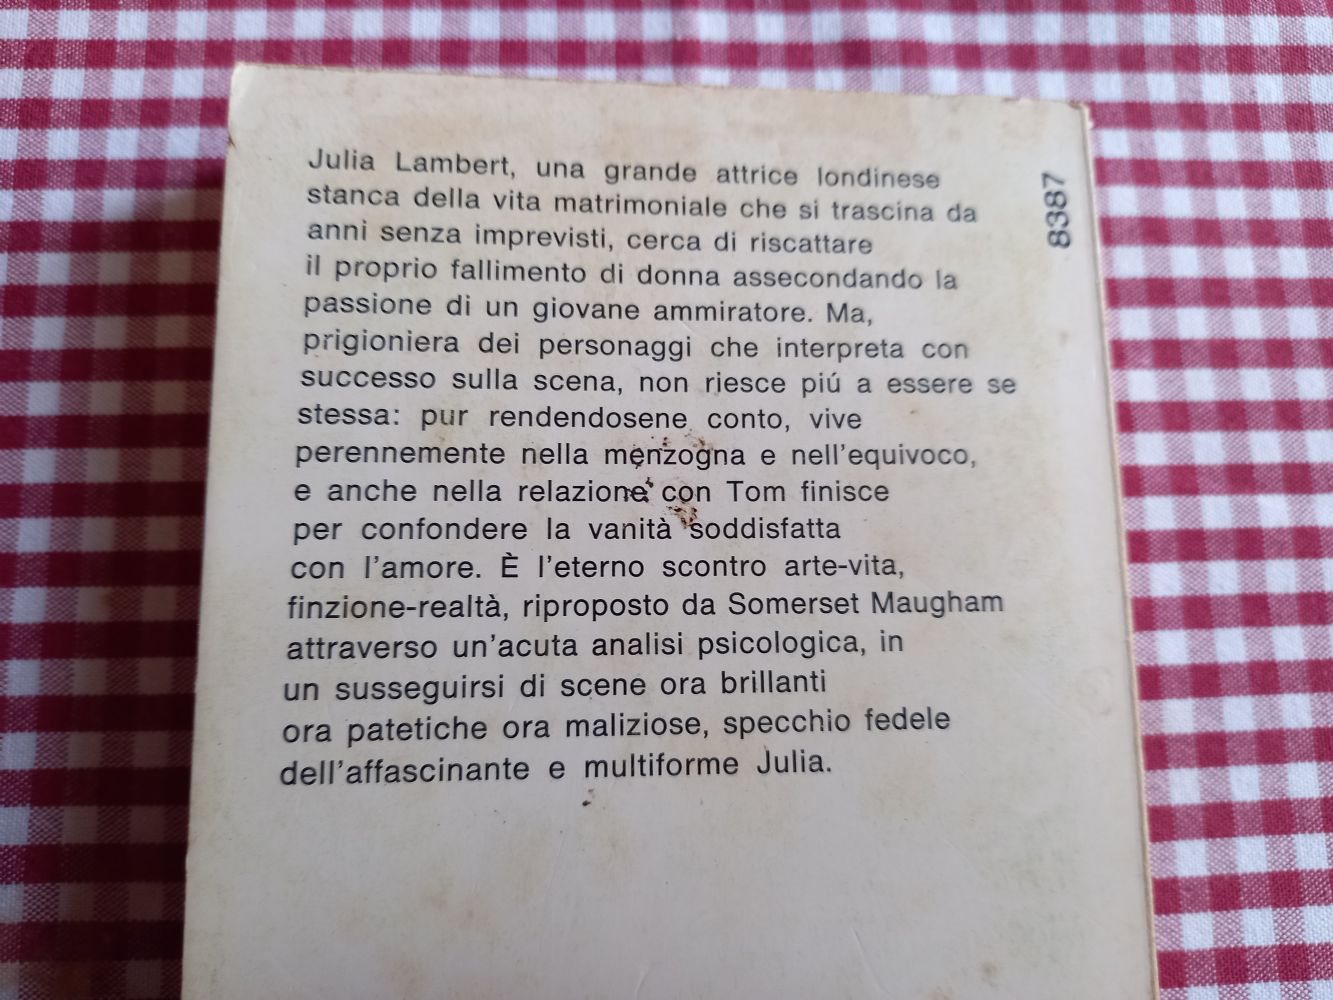 Julia Lambert, una grande attrice londinese
stanca della vita matrimoniale che si trascina da
anni senza imprevisti, cerca di riscattare
il proprio fallimento di donna assecondando la
passione di un giovane ammiratore. Ma,
prigioniera dei personaggi che interpreta con
successo sulla scena, non riesce piú a essere se
stessa: pur rendendosene conto, vive
perennemente nella menzogna e nell'equivoco,
e anche nella relazione con Tom finisce
per confondere la vanità soddisfatta
con l'amore. È l'eterno scontro arte-vita,
finzione-realtà, riproposto da Somerset Maugham
attraverso un'acuta analisi psicologica, in
un susseguirsi di scene ora brillanti
ora patetiche ora maliziose, specchio fedele
dell'affascinante e multiforme Julia.
8387